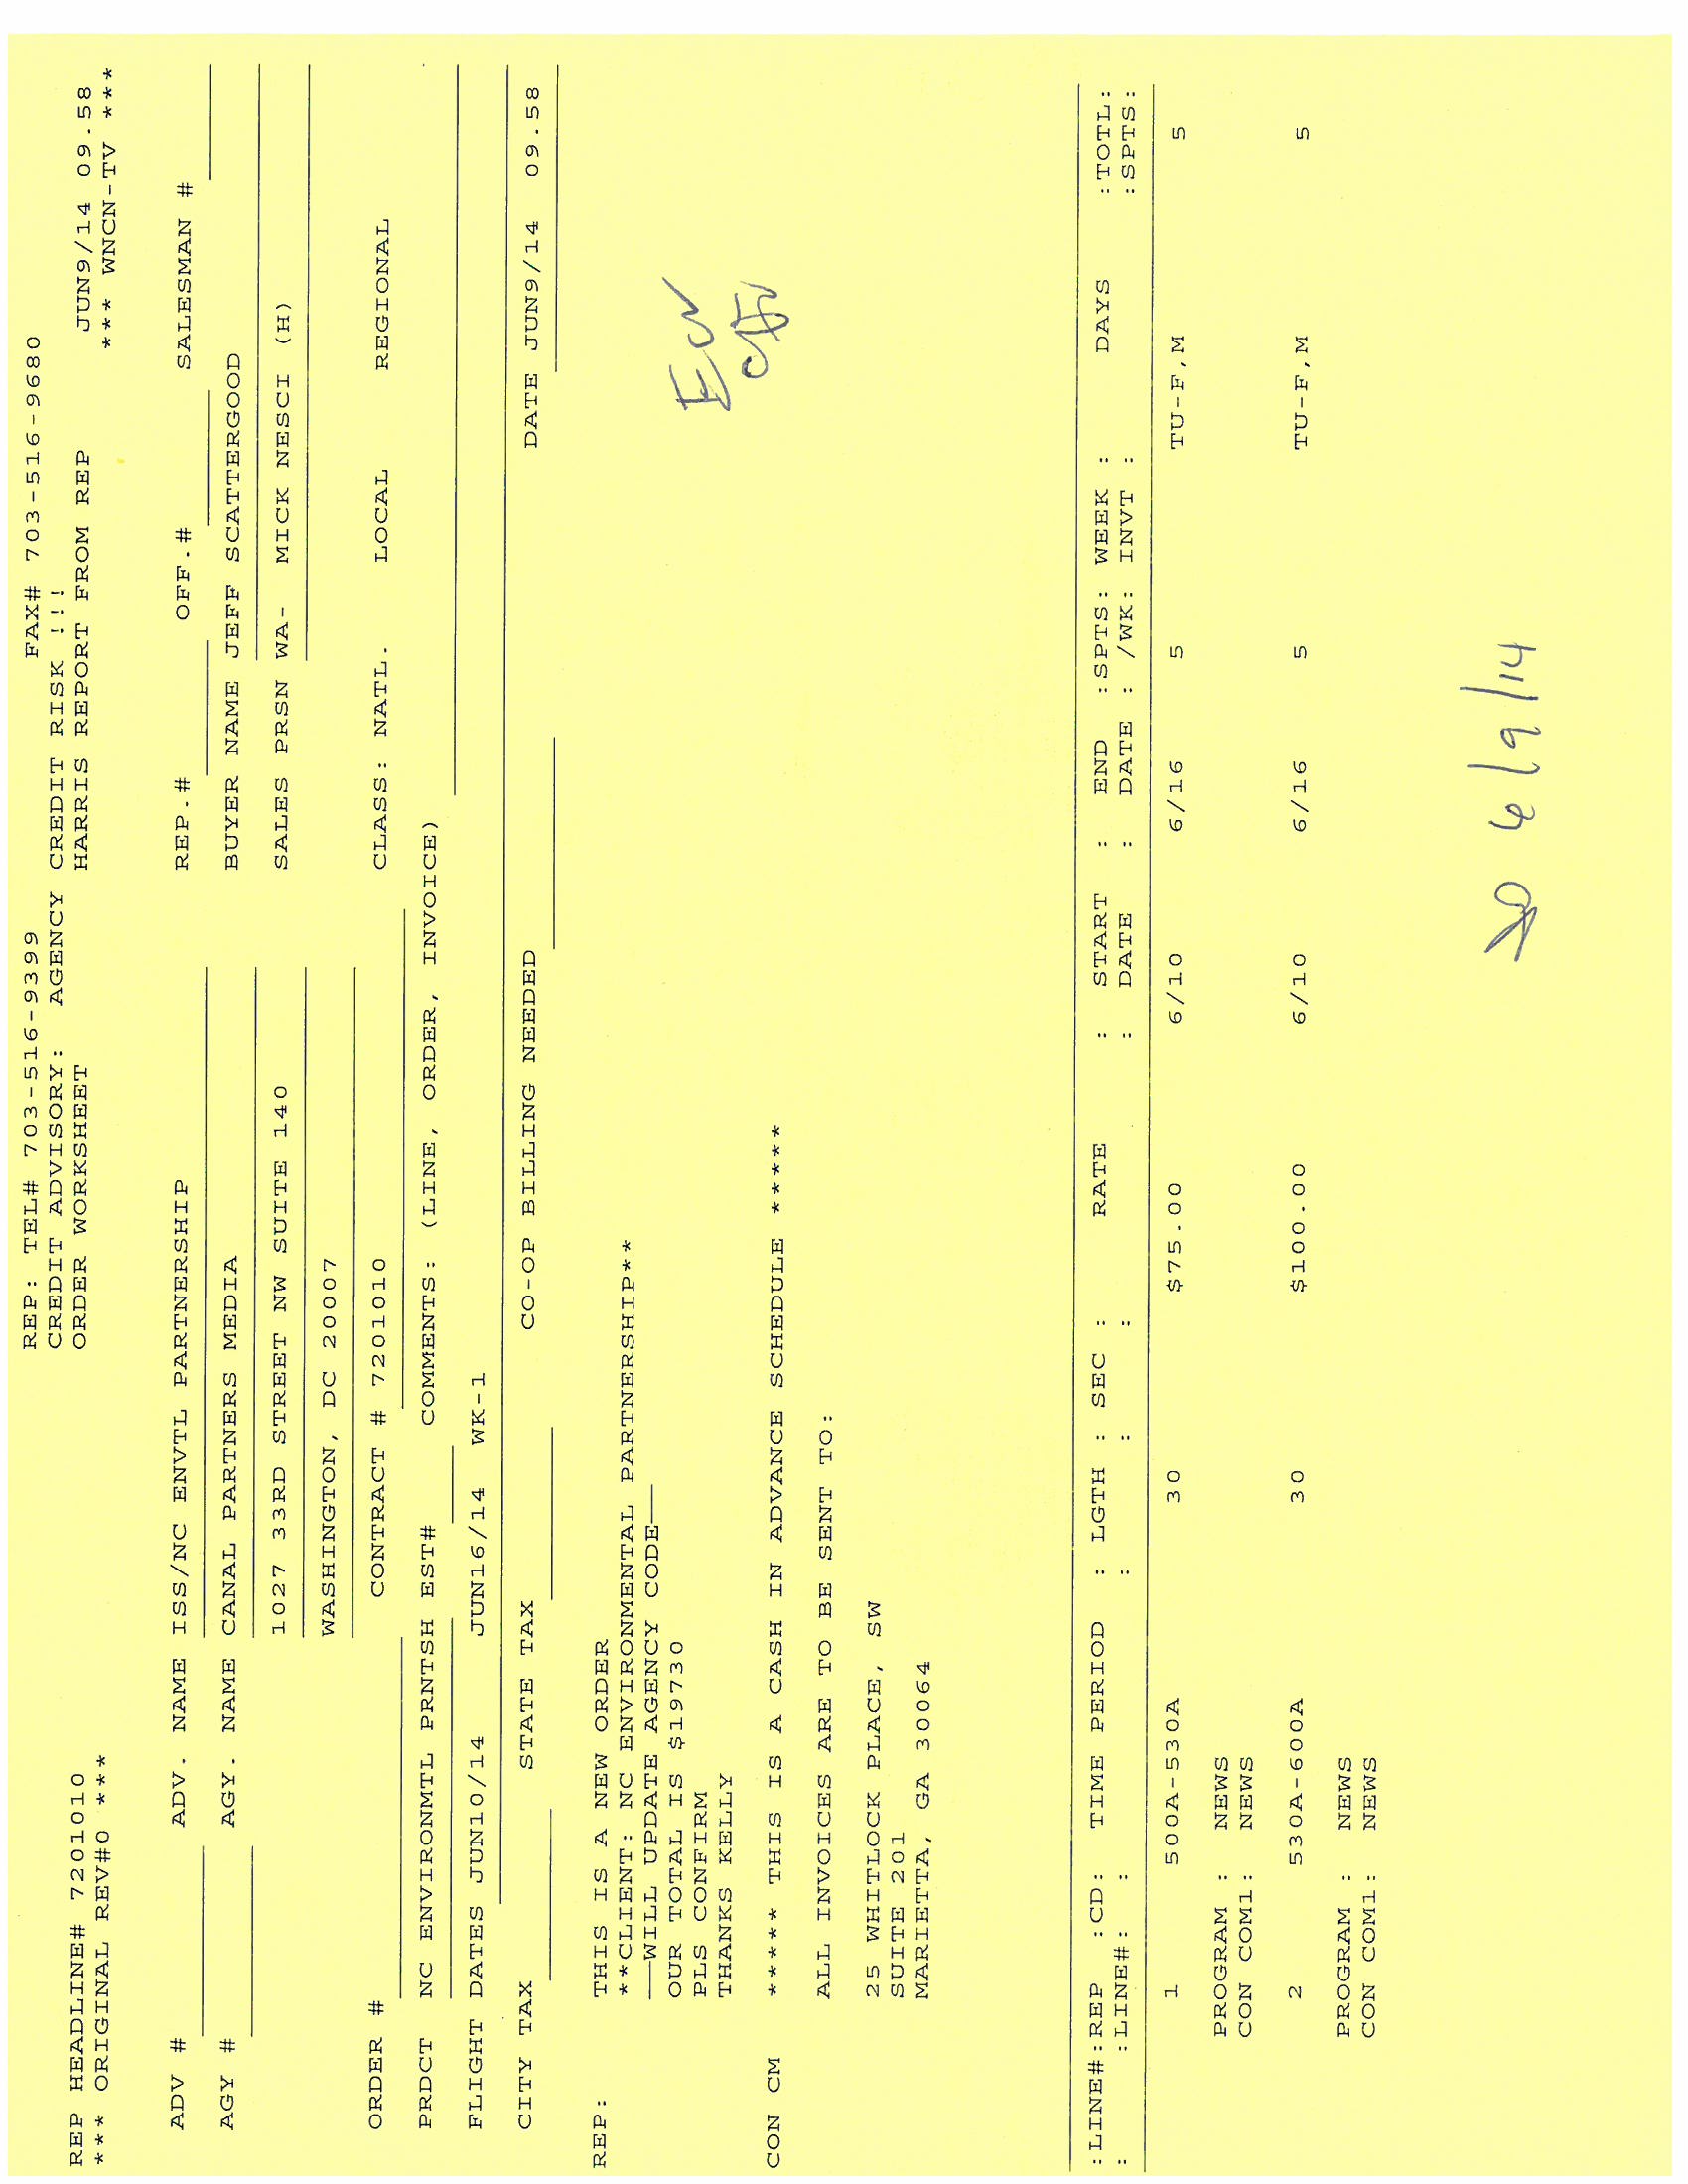 REP: TEL# 703-516-9399 FAX# 703-516-9680
CREDIT ADVISORY: AGENCY CREDIT RISK !!!
REP HEADLINE# 7201010 ORDER WORKSHEET HARRIS REPORT FROM REP JUN9/14 09.58
*** ORIGINAL REV#0 *** *** WNCN-TV ***
ADV # ADV. NAME ISS/NC ENVTL PARTNERSHIP REP.# OFF.# SALESMAN #
AGY # AGY. NAME CANAL PARTNERS MEDIA BUYER NAME JEFF SCATTERGOOD
1027 33RD STREET NW SUITE 140 SALES PRSN WA- MICK NESCI (H)
WASHINGTON, DC 20007
ORDER # CONTRACT # 7201010 CLASS: NATL. LOCAL REGIONAL
PRDCT NC ENVIRONMTL PRNTSH EST# COMMENTS: (LINE, ORDER, INVOICE)
FLIGHT DATES JUN10/14 JUN16/14 WK-1
CITY TAX STATE TAX CO-OP BILLING NEEDED DATE JUN9/14 09.58
REP: THIS IS A NEW ORDER
**CLIENT: NC ENVIRONMENTAL PARTNERSHIP**
——WILL UPDATE AGENCY CODE——
OUR TOTAL IS $19730
PLS CONFIRM
THANKS KELLY
CON CM ***** THIS IS A CASH IN ADVANCE SCHEDULE *****
ALL INVOICES ARE TO BE SENT TO:
25 WHITLOCK PLACE, SW
SUITE 201
MARIETTA, GA 30064
:LINE#:REP :CD: TIME PERIOD : LGTH : SEC : RATE : START : END :SPTS: WEEK : DAYS :TOTL:
: :LINE#: : : : : DATE : DATE : /WK: INVT : :SPTS:
1 500A-530A 30 $75.00 6/10 6/16 5 TU-F,M 5
PROGRAM : NEWS
CON COM1: NEWS
2 530A-600A 30 $100.00 6/10 6/16 5 TU-F,M 5
PROGRAM : NEWS
CON COM1: NEWS
6/9/14